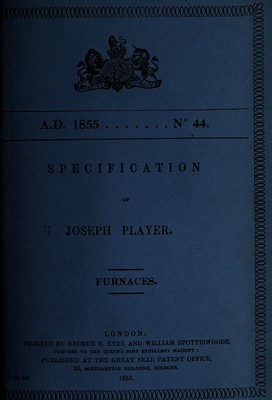 A.D. 1855 . . . . . . . Nº 44.
SPECIFICATION
OF
JOSEPH PLAYER.
FURNACES.
LONDON:
PRINTED BY GEORGE E. EYRE AND WILLIAM SPOTTISWOODE,
PRINTERS TO THE QUEEN'S MOST EXCELLENT MAJESTY:
PUBLISHED AT THE GREAT SEAL PATENT OFFICE,
25, SOUTHAMPTON BUILDINGS, HOLBORN.
1855.